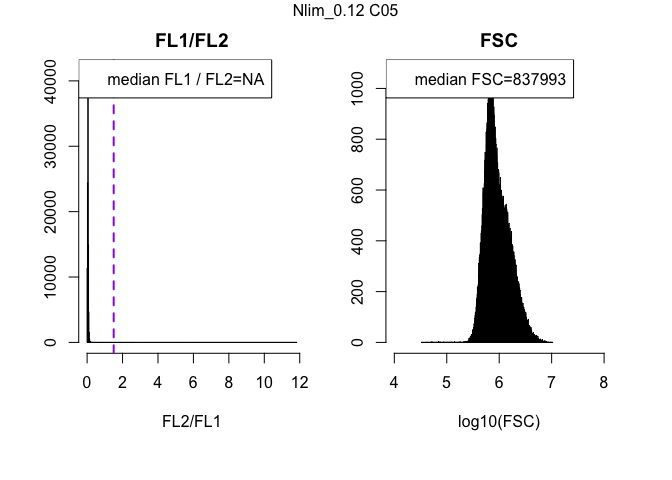 Nlim_0.12 C05
FL1/FL2
median FL1 / FL2=NA
40000
30000
20000
10000
0
0 2 4 6 8 10 12
FL2/FL1
FSC
median FSC=837993
1000
800
600
400
200
0
4 5 6 7 8
log10(FSC)